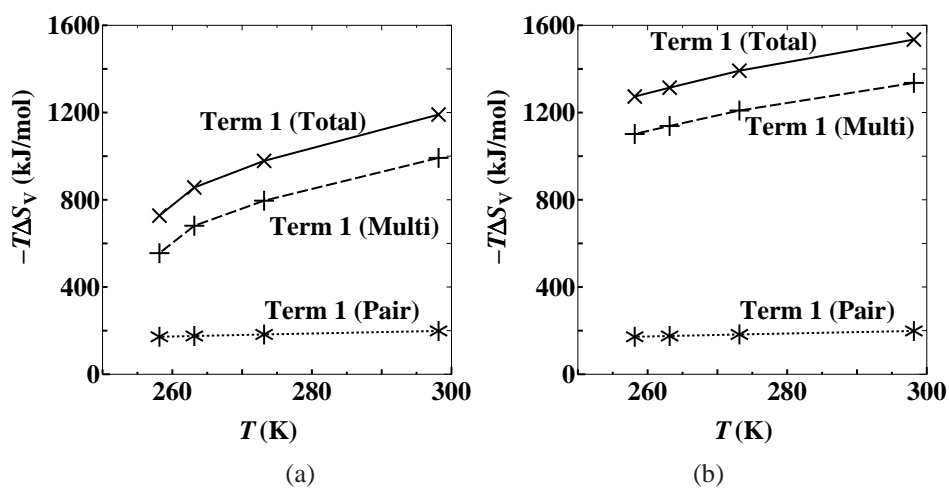 1600
1200
800
400
0
−TΔS_V (kJ/mol)
Term 1 (Total)
Term 1 (Multi)
Term 1 (Pair)
260 280 300
T (K)
(a)
1600
1200
800
400
0
−TΔS_V (kJ/mol)
Term 1 (Total)
Term 1 (Multi)
Term 1 (Pair)
260 280 300
T (K)
(b)